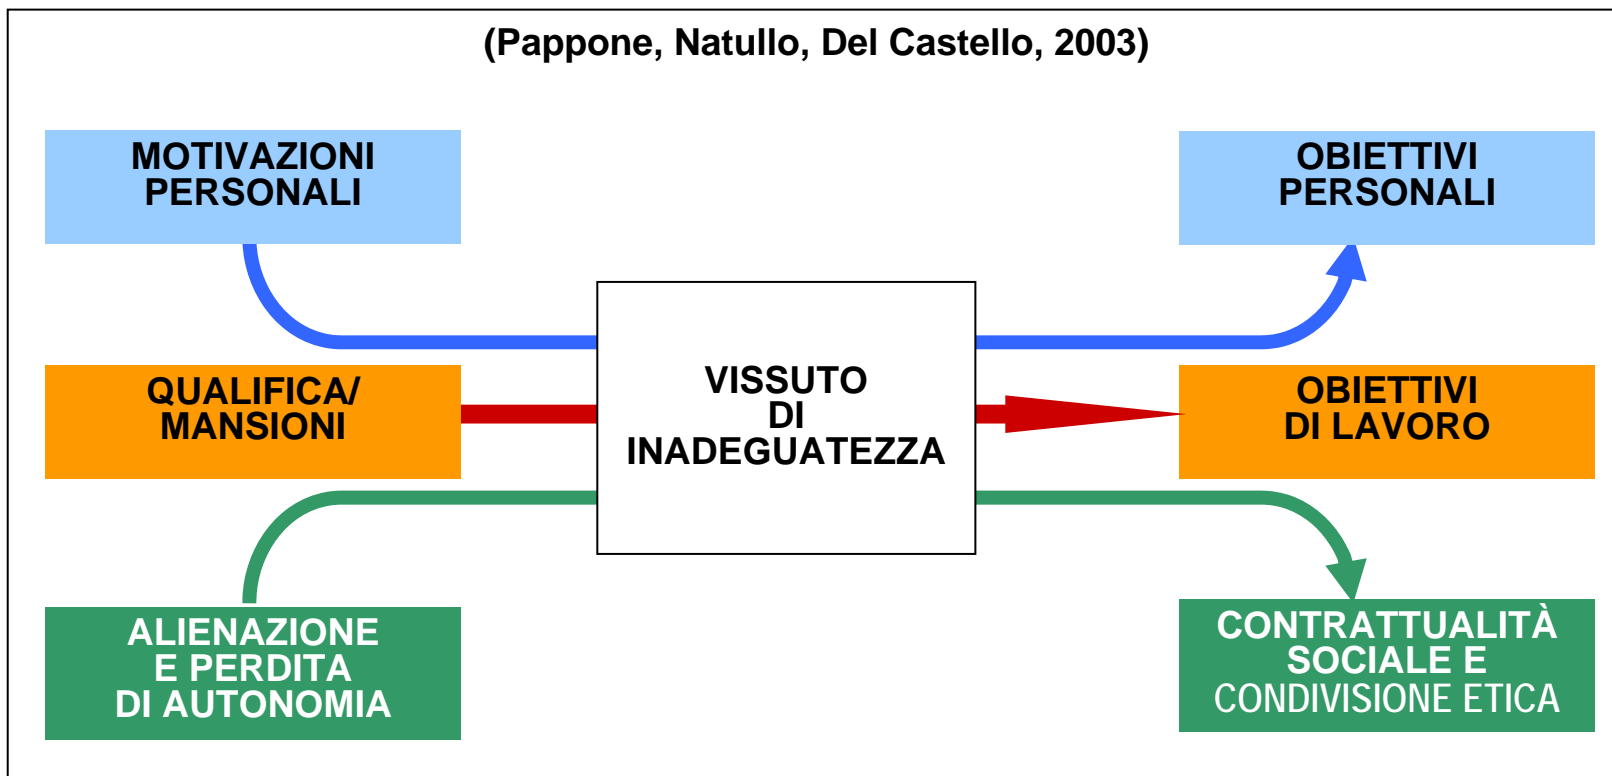 (Pappone, Natullo, Del Castello, 2003)
MOTIVAZIONI
PERSONALI
OBIETTIVI
PERSONALI
QUALIFICA/
MANSIONI
VISSUTO
DI
INADEGUATEZZA
OBIETTIVI
DI LAVORO
ALIENAZIONE
E PERDITA
DI AUTONOMIA
CONTRATTUALITÀ
SOCIALE E
CONDIVISIONE ETICA